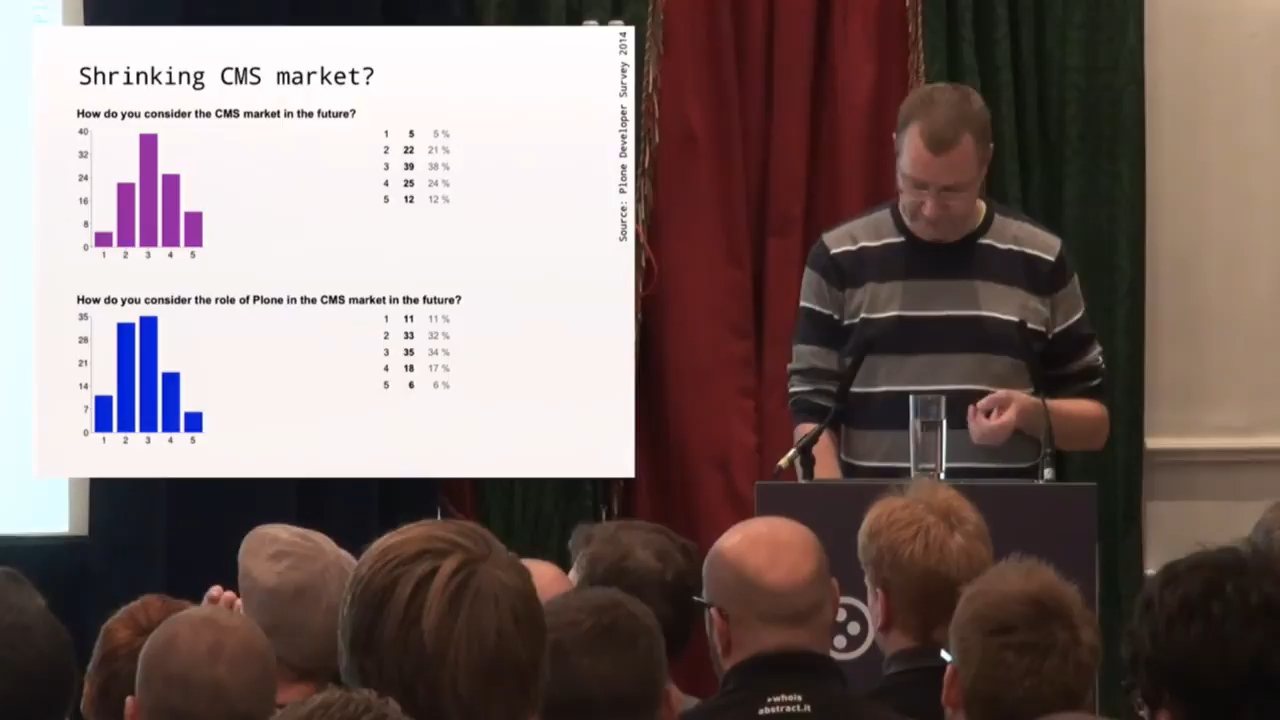 Shrinking CMS market?
How do you consider the CMS market in the future?
40
32
24
16
8
0
1 2 3 4 5
1 5 5 %
2 22 21 %
3 39 38 %
4 25 24 %
5 12 12 %
How do you consider the role of Plone in the CMS market in the future?
35
28
21
14
7
0
1 2 3 4 5
1 11 11 %
2 33 32 %
3 35 34 %
4 18 17 %
5 6 6 %
Source: Plone Developer Survey 2014
>whois
abstract.it